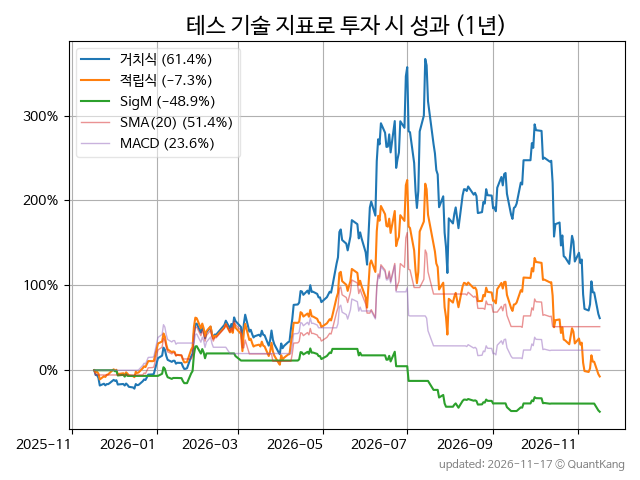 테스 기술 지표로 투자 시 성과 (1년)
거치식 (61.4%)
적립식 (-7.3%)
SigM (-48.9%)
SMA(20) (51.4%)
MACD (23.6%)
300%
200%
100%
0%
2025-11 2026-01 2026-03 2026-05 2026-07 2026-09 2026-11
updated: 2026-11-17 © QuantKang